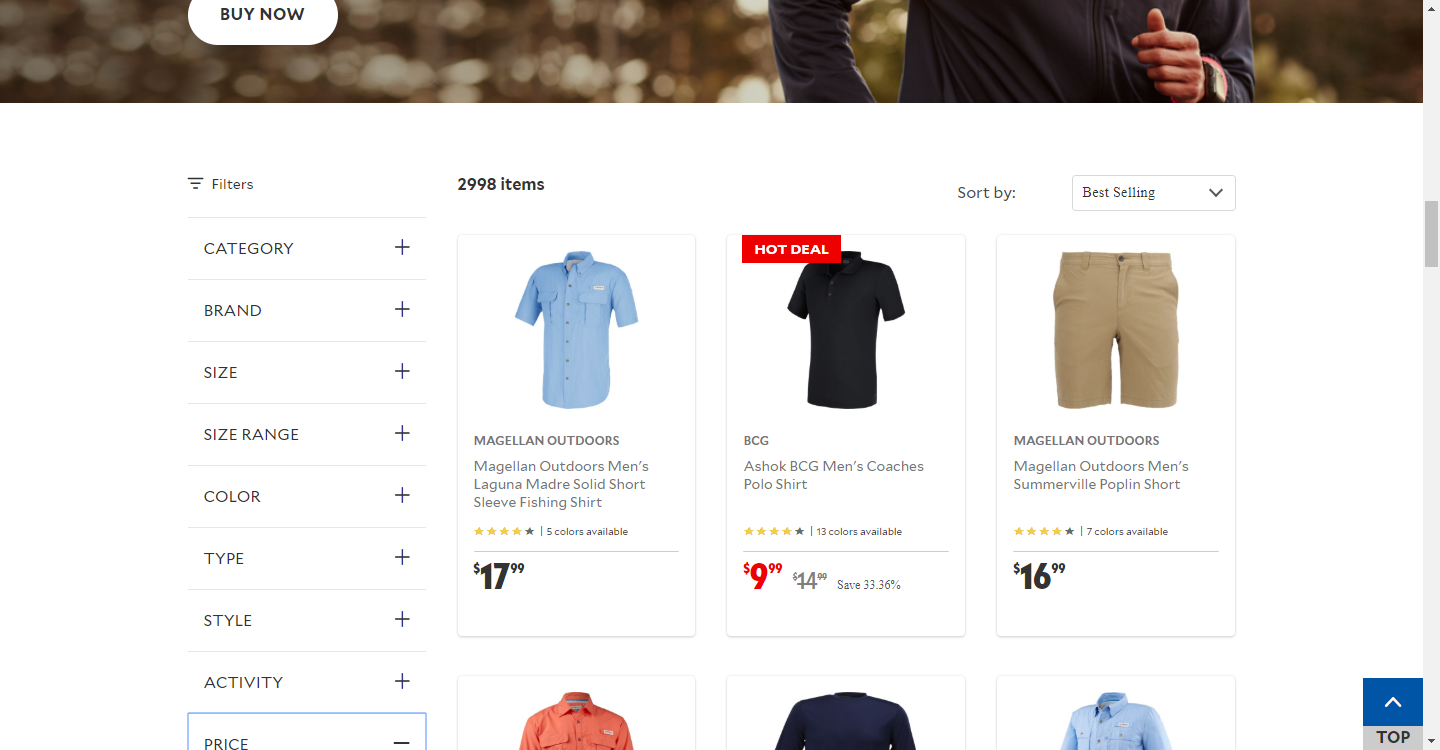 BUY NOW
Filters
2998 items
Sort by:
Best Selling
CATEGORY
BRAND
SIZE
SIZE RANGE
COLOR
TYPE
STYLE
ACTIVITY
PRICE
MAGELLAN OUTDOORS
Magellan Outdoors Men's
Laguna Madre Solid Short
Sleeve Fishing Shirt
| 5 colors available
$17 99
HOT DEAL
BCG
Ashok BCG Men's Coaches
Polo Shirt
| 13 colors available
$9 99 $14 99 Save 33.36%
MAGELLAN OUTDOORS
Magellan Outdoors Men's
Summerville Poplin Short
| 7 colors available
$16 99
TOP